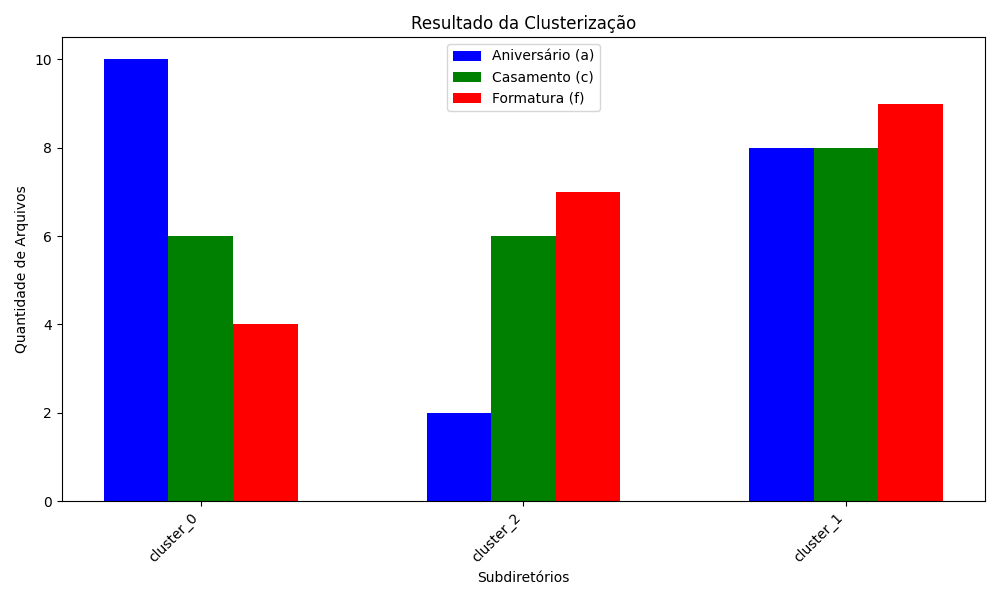 Resultado da Clusterização
Aniversário (a)
Casamento (c)
Formatura (f)
Quantidade de Arquivos
10
8
6
4
2
0
cluster_0
cluster_2
cluster_1
Subdiretórios